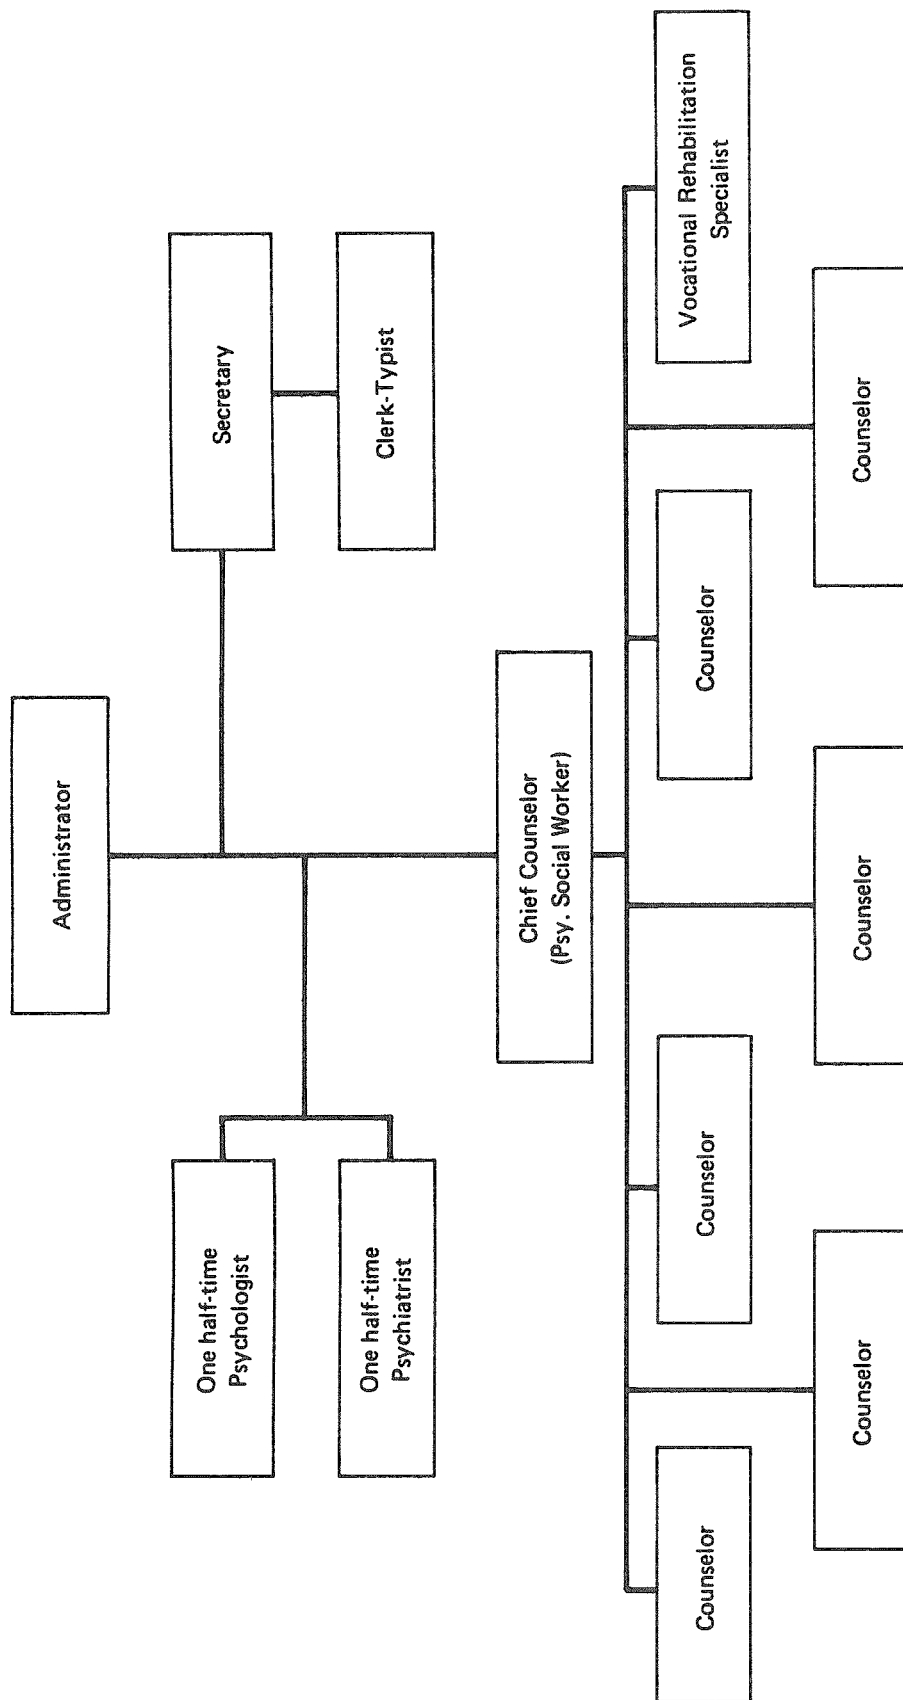 Administrator
Secretary
Clerk-Typist
One half-time
Psychologist
One half-time
Psychiatrist
Chief Counselor
(Psy. Social Worker)
Counselor
Counselor
Counselor
Vocational Rehabilitation
Specialist
Counselor
Counselor
Counselor